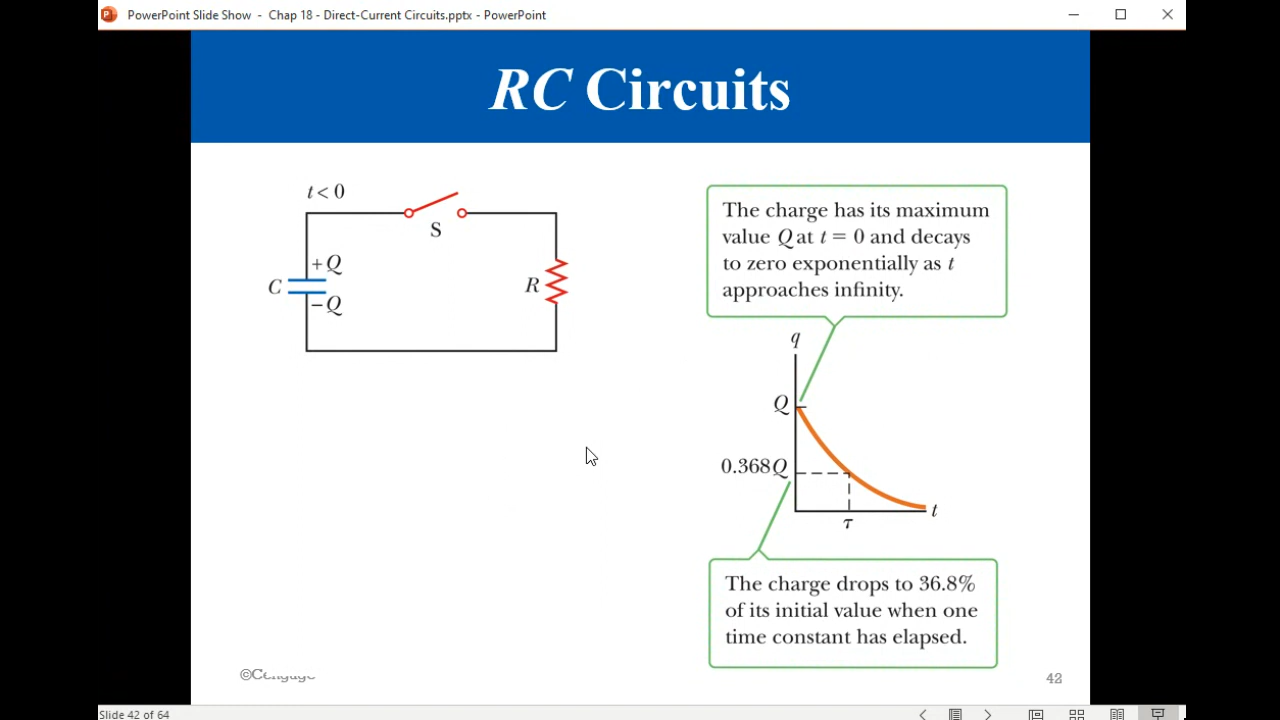 PowerPoint Slide Show - Chap 18 - Direct-Current Circuits.pptx - PowerPoint
RC Circuits
t < 0
S
+Q
C
−Q
R
The charge has its maximum
value Q at t = 0 and decays
to zero exponentially as t
approaches infinity.
q
Q
0.368Q
t
τ
The charge drops to 36.8%
of its initial value when one
time constant has elapsed.
©Cengage
42
Slide 42 of 64